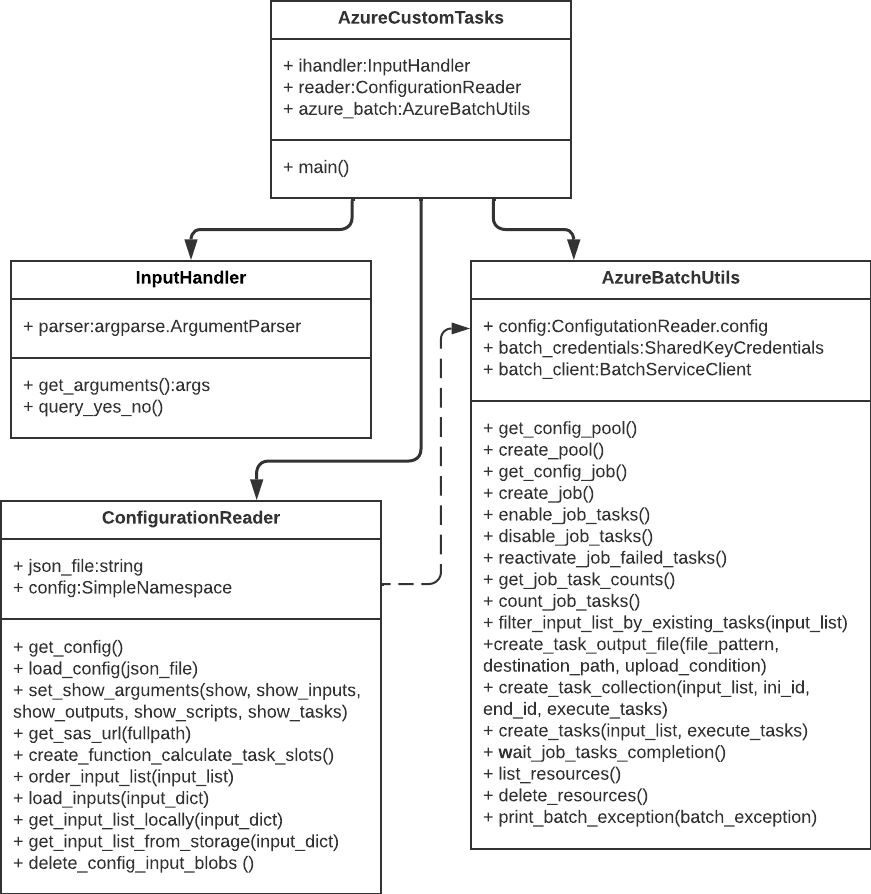 AzureCustomTasks
+ ihandler:InputHandler
+ reader:ConfigurationReader
+ azure_batch:AzureBatchUtils
+ main()
InputHandler
+ parser:argparse.ArgumentParser
+ get_arguments():args
+ query_yes_no()
AzureBatchUtils
+ config:ConfigutationReader.config
+ batch_credentials:SharedKeyCredentials
+ batch_client:BatchServiceClient
+ get_config_pool()
+ create_pool()
+ get_config_job()
+ create_job()
+ enable_job_tasks()
+ disable_job_tasks()
+ reactivate_job_failed_tasks()
+ get_job_task_counts()
+ count_job_tasks()
+ filter_input_list_by_existing_tasks(input_list)
+create_task_output_file(file_pattern,
destination_path, upload_condition)
+ create_task_collection(input_list, ini_id,
end_id, execute_tasks)
+ create_tasks(input_list, execute_tasks)
+ wait_job_tasks_completion()
+ list_resources()
+ delete_resources()
+ print_batch_exception(batch_exception)
ConfigurationReader
+ json_file:string
+ config:SimpleNamespace
+ get_config()
+ load_config(json_file)
+ set_show_arguments(show, show_inputs,
show_outputs, show_scripts, show_tasks)
+ get_sas_url(fullpath)
+ create_function_calculate_task_slots()
+ order_input_list(input_list)
+ load_inputs(input_dict)
+ get_input_list_locally(input_dict)
+ get_input_list_from_storage(input_dict)
+ delete_config_input_blobs ()